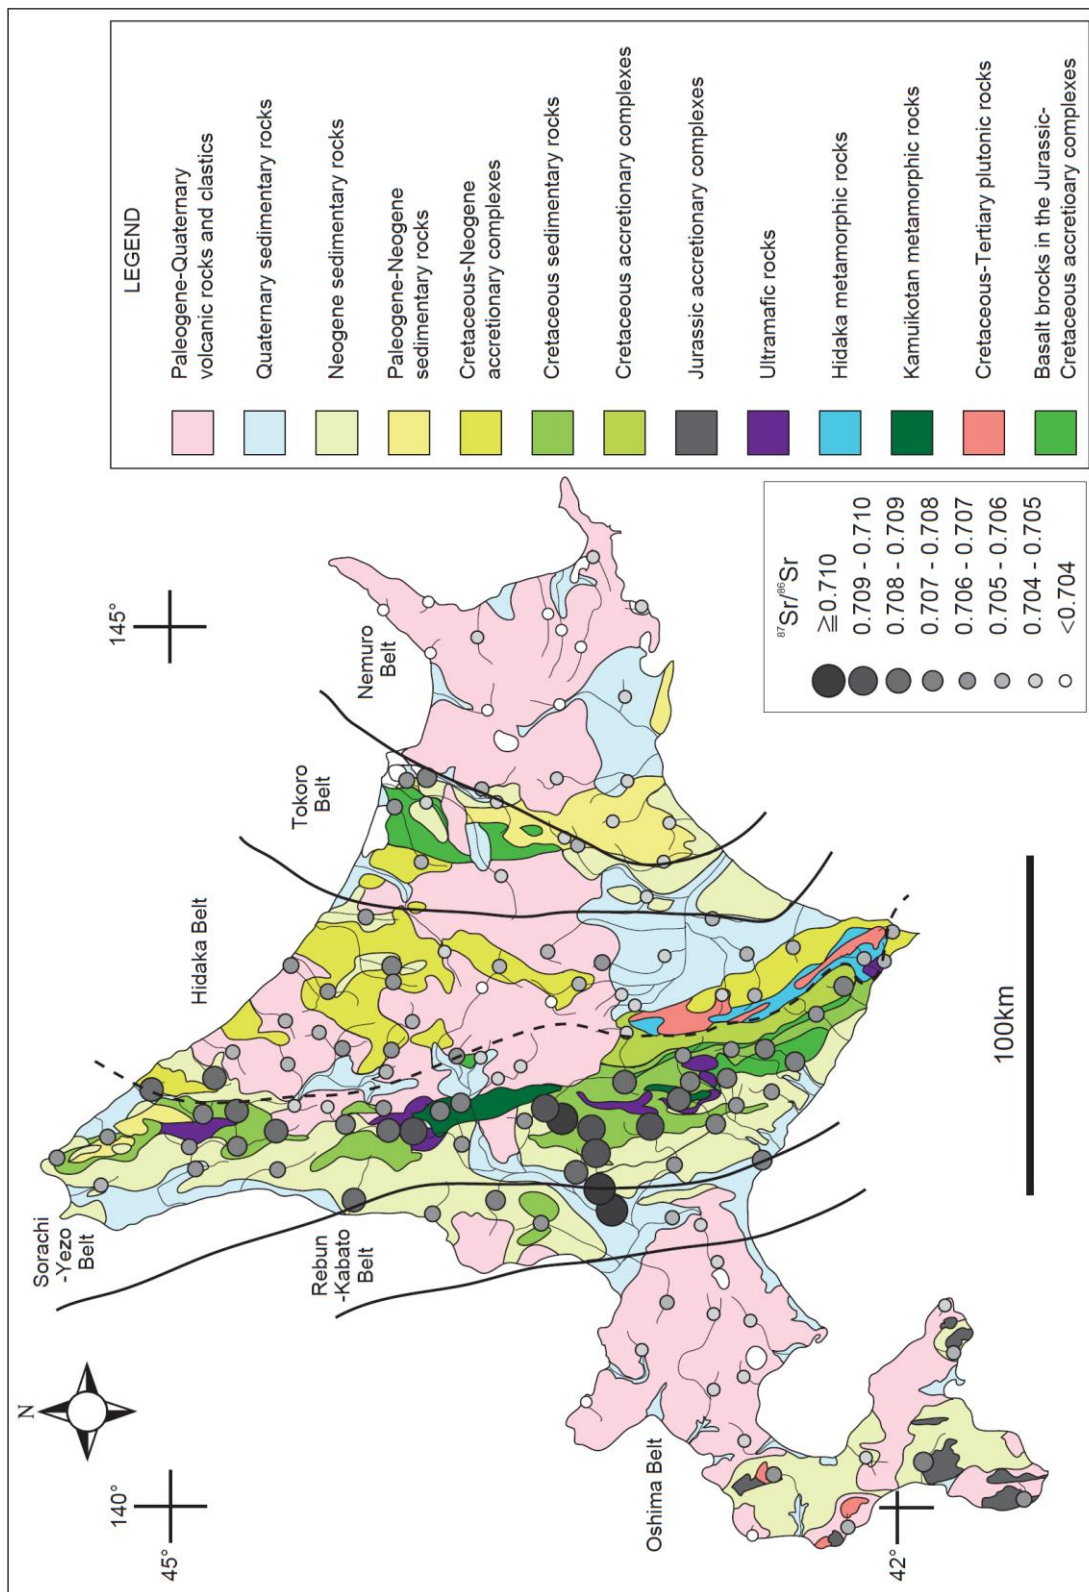 LEGEND
Paleogene-Quaternary
volcanic rocks and clastics
Quaternary sedimentary rocks
Neogene sedimentary rocks
Paleogene-Neogene
sedimentary rocks
Cretaceous-Neogene
accretionary complexes
Cretaceous sedimentary rocks
Cretaceous accretionary complexes
Jurassic accretionary complexes
Ultramafic rocks
Hidaka metamorphic rocks
Kamuikotan metamorphic rocks
Cretaceous-Tertiary plutonic rocks
Basalt brocks in the Jurassic-
Cretaceous accretioary complexes
⁸⁷Sr/⁸⁶Sr
≧0.710
0.709 - 0.710
0.708 - 0.709
0.707 - 0.708
0.706 - 0.707
0.705 - 0.706
0.704 - 0.705
<0.704
145°
Nemuro
Belt
Tokoro
Belt
Hidaka Belt
Sorachi
-Yezo
Belt
Rebun
-Kabato
Belt
Oshima Belt
N
140°
45°
42°
100km